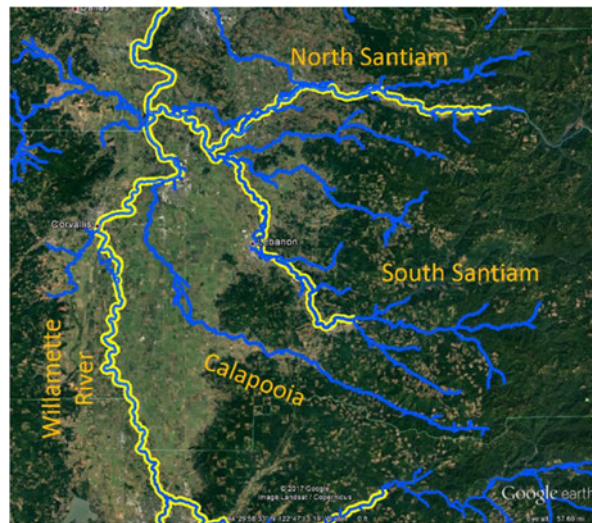 North Santiam
Corvallis
Lebanon
South Santiam
Willamette
River
Calapooia
© 2017 Google
Image Landsat / Copernicus
Google earth